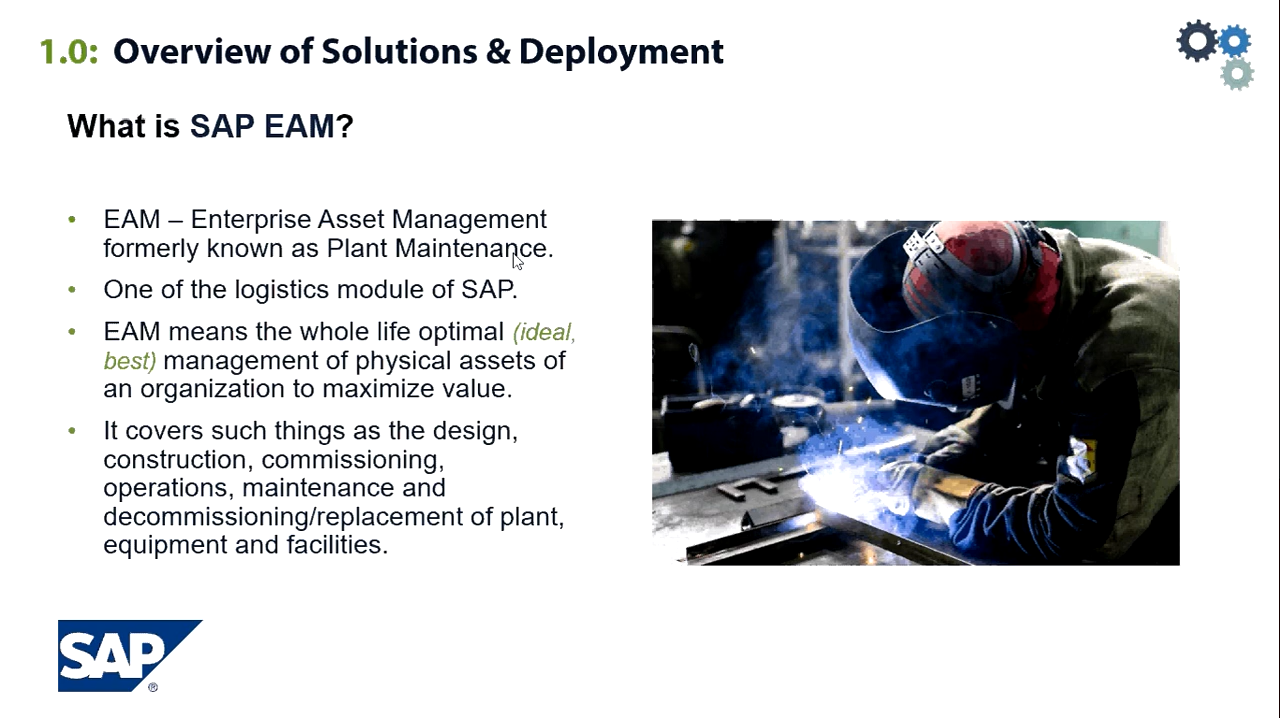 1.0: Overview of Solutions & Deployment
What is SAP EAM?
• EAM – Enterprise Asset Management
formerly known as Plant Maintenance.
• One of the logistics module of SAP.
• EAM means the whole life optimal (ideal,
best) management of physical assets of
an organization to maximize value.
• It covers such things as the design,
construction, commissioning,
operations, maintenance and
decommissioning/replacement of plant,
equipment and facilities.
SAP®